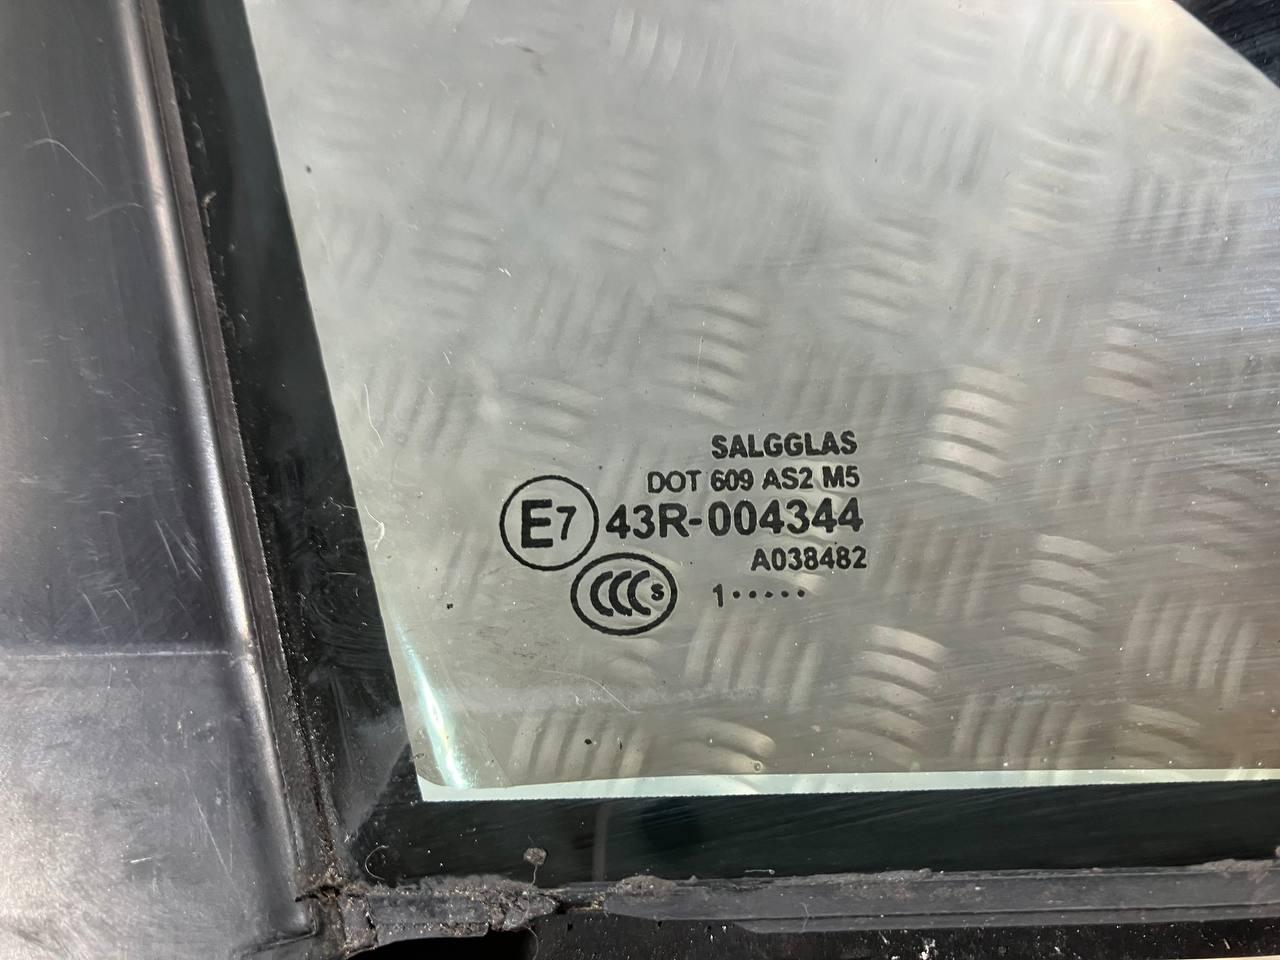 SALGGLAS
DOT 609 AS2 M5
E7 43R-004344
A038482
CCC S 1·····